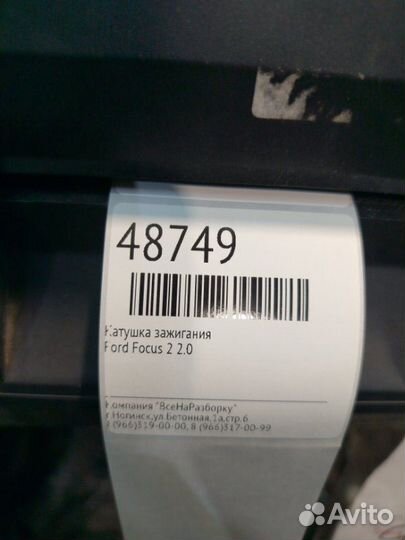 48749
Катушка зажигания
Ford Focus 2 2.0
Компания "ВсеНаРазборку"
г.Ногинск,ул.Бетонная,1а,стр.6
8 (966)319-00-00, 8 (966)317-00-99
Avito